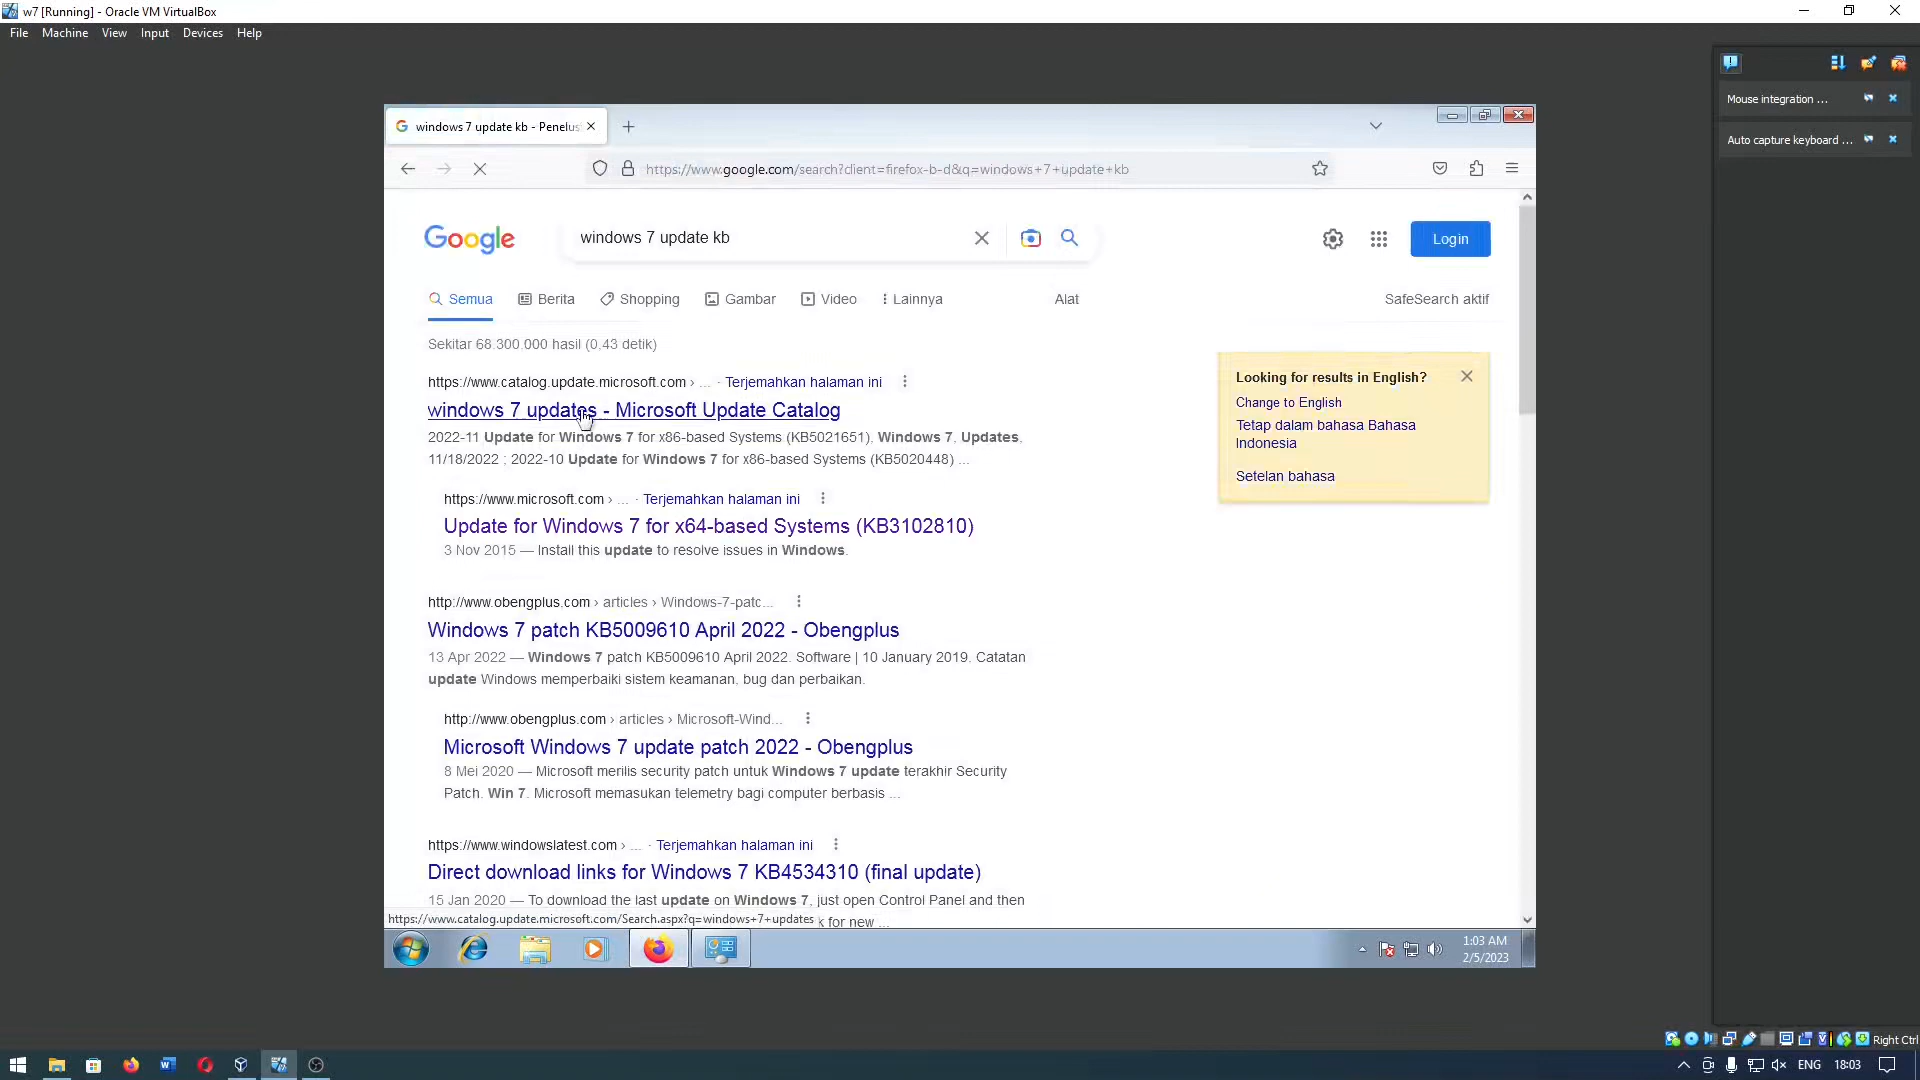 w7 [Running] - Oracle VM VirtualBox
File Machine View Input Devices Help
Mouse integration ...
Auto capture keyboard ...
windows 7 update kb - Penelus
https://www.google.com/search?client=firefox-b-d&q=windows+7+update+kb
Google
windows 7 update kb
Login
Semua Berita Shopping Gambar Video Lainnya Alat SafeSearch aktif
Sekitar 68.300.000 hasil (0,43 detik)
https://www.catalog.update.microsoft.com › ... · Terjemahkan halaman ini
windows 7 updates - Microsoft Update Catalog
2022-11 Update for Windows 7 for x86-based Systems (KB5021651), Windows 7, Updates,
11/18/2022 ; 2022-10 Update for Windows 7 for x86-based Systems (KB5020448) ...
https://www.microsoft.com › ... · Terjemahkan halaman ini
Update for Windows 7 for x64-based Systems (KB3102810)
3 Nov 2015 — Install this update to resolve issues in Windows.
http://www.obengplus.com › articles › Windows-7-patc...
Windows 7 patch KB5009610 April 2022 - Obengplus
13 Apr 2022 — Windows 7 patch KB5009610 April 2022. Software | 10 January 2019. Catatan
update Windows memperbaiki sistem keamanan, bug dan perbaikan.
http://www.obengplus.com › articles › Microsoft-Wind...
Microsoft Windows 7 update patch 2022 - Obengplus
8 Mei 2020 — Microsoft merilis security patch untuk Windows 7 update terakhir Security
Patch. Win 7. Microsoft memasukan telemetry bagi computer berbasis ...
https://www.windowslatest.com › ... · Terjemahkan halaman ini
Direct download links for Windows 7 KB4534310 (final update)
15 Jan 2020 — To download the last update on Windows 7, just open Control Panel and then
https://www.catalog.update.microsoft.com/Search.aspx?q=windows+7+updates k for new ...
Looking for results in English?
Change to English
Tetap dalam bahasa Bahasa
Indonesia
Setelan bahasa
1:03 AM
2/5/2023
Right Ctrl
ENG 18:03